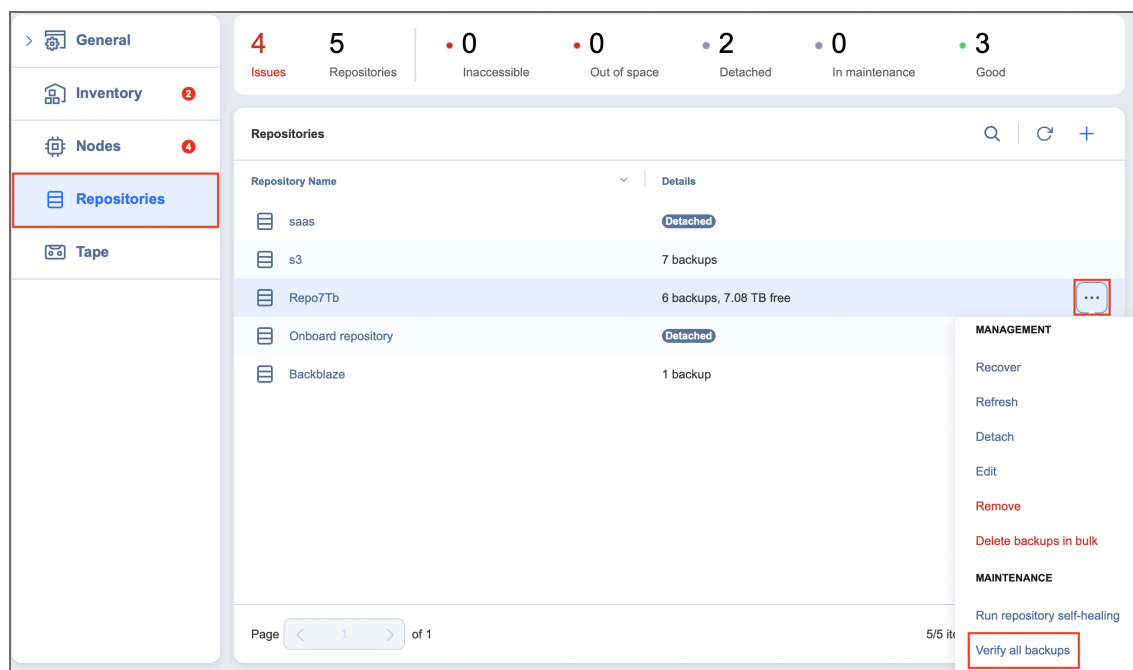 General
Inventory 2
Nodes 4
Repositories
Tape
4 5 0 0 2 0 3
Issues Repositories Inaccessible Out of space Detached In maintenance Good
Repositories
Repository Name Details
saas Detached
s3 7 backups
Repo7Tb 6 backups, 7.08 TB free
Onboard repository Detached
Backblaze 1 backup
MANAGEMENT
Recover
Refresh
Detach
Edit
Remove
Delete backups in bulk
MAINTENANCE
Run repository self-healing
Verify all backups
Page 1 of 1
5/5